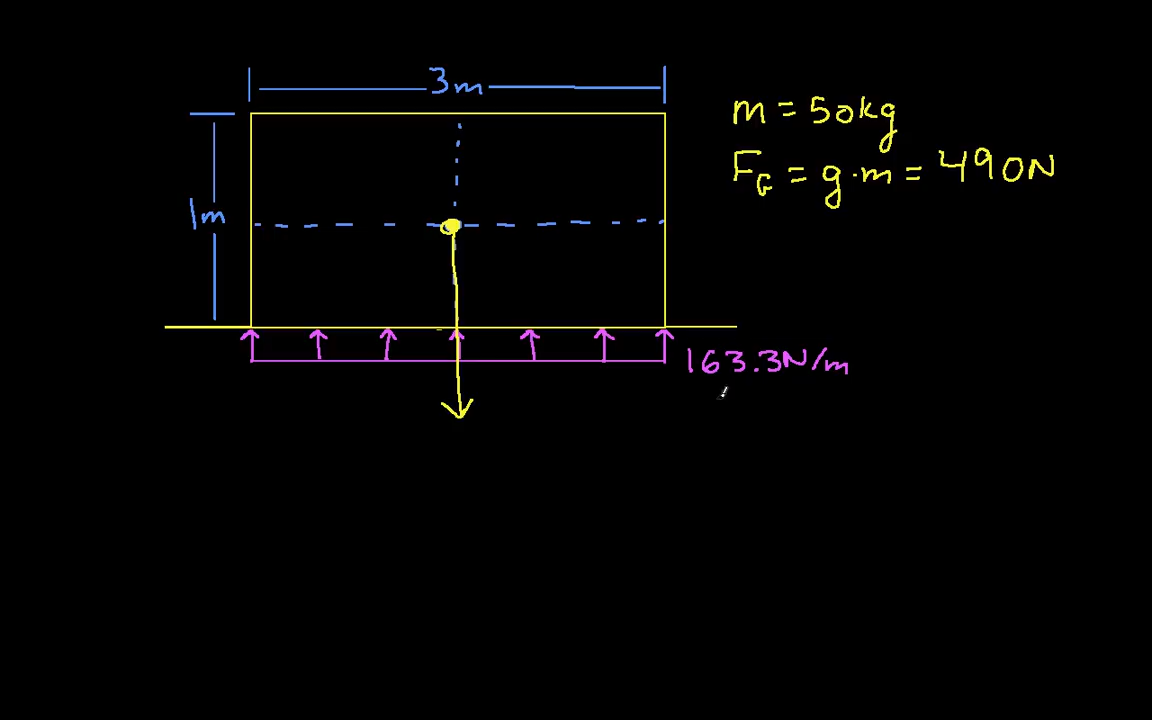 3m
m = 50kg
F_G = g·m = 490N
1m
163.3N/m